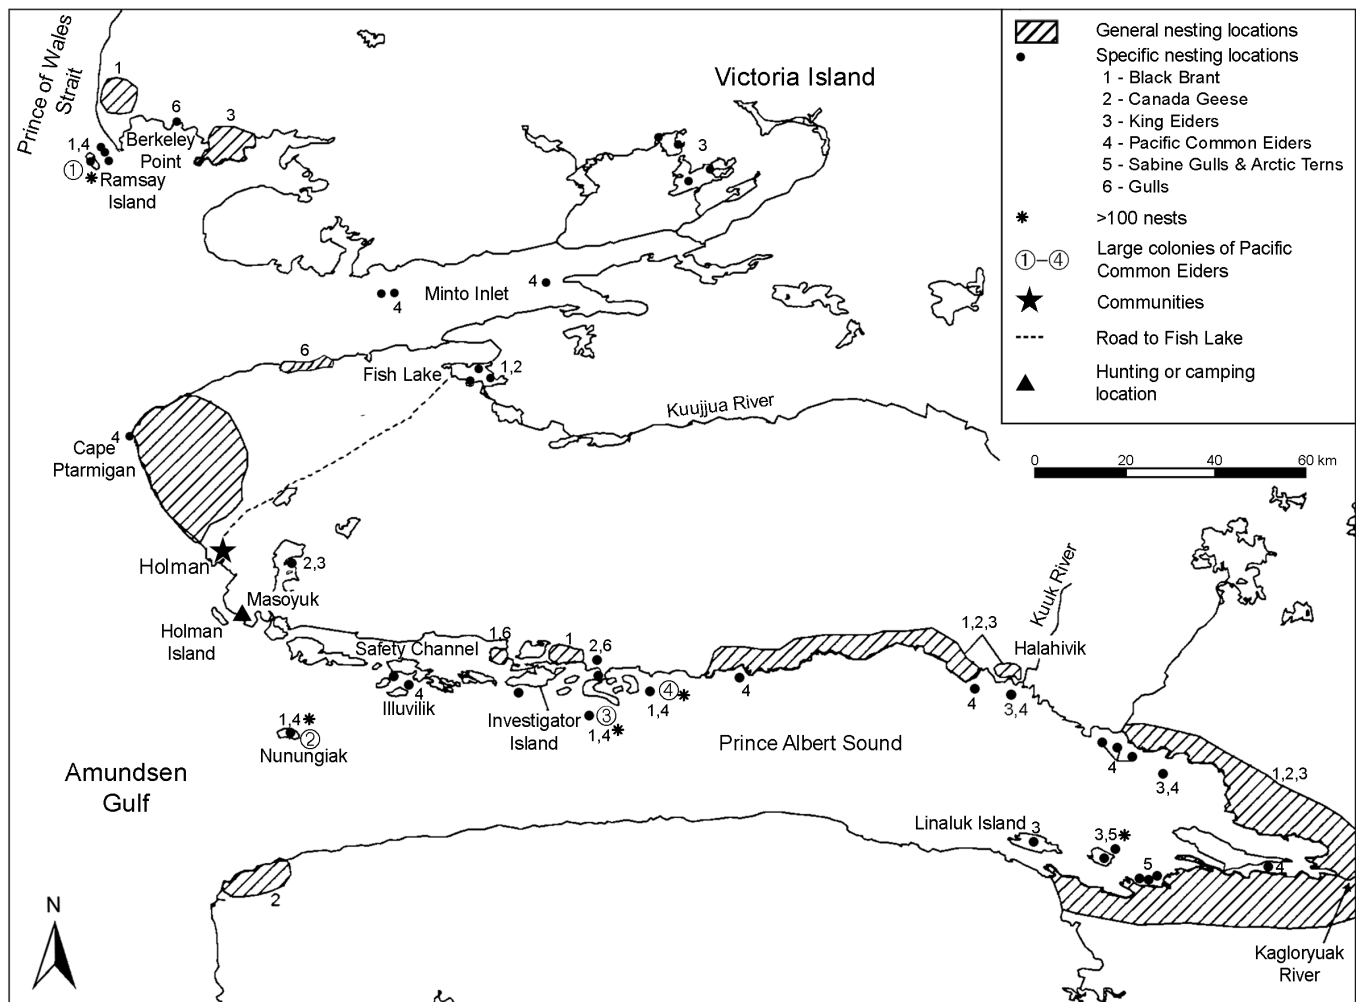 Prince of Wales
Strait
1
6
3
Berkeley
Point
1,4
①
*
Ramsay
Island
Victoria Island
3
General nesting locations
Specific nesting locations
1 - Black Brant
2 - Canada Geese
3 - King Eiders
4 - Pacific Common Eiders
5 - Sabine Gulls & Arctic Terns
6 - Gulls
* >100 nests
①–④ Large colonies of Pacific
Common Eiders
Communities
Road to Fish Lake
Hunting or camping
location
0 20 40 60 km
4
Minto Inlet
4
6
Fish Lake
1,2
Kuujjua River
4
Cape
Ptarmigan
Holman
2,3
Masoyuk
Holman
Island
Safety Channel
1,6
1
2,6
4
Illuvilik
Investigator
Island
④ *
1,4
③
1,4 *
1,4 *
②
Nunungiak
4
1,2,3
Kuuk River
Halahivik
4
3,4
Prince Albert Sound
4
3,4
1,2,3
Amundsen
Gulf
Linaluk Island
3
3,5 *
5
4
2
N
Kagloryuak
River